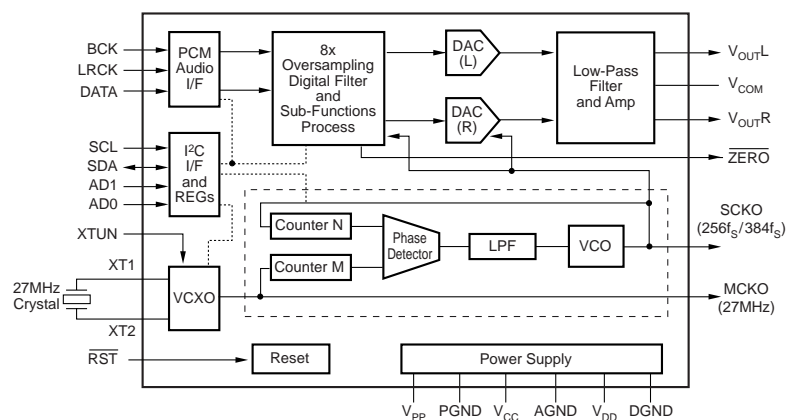 BCK
LRCK
DATA
PCM
Audio
I/F
8x
Oversampling
Digital Filter
and
Sub-Functions
Process
DAC
(L)
DAC
(R)
Low-Pass
Filter
and Amp
VOUTL
VCOM
VOUTR
ZERO
SCL
SDA
AD1
AD0
I²C
I/F
and
REGs
XTUN
XT1
27MHz
Crystal
XT2
VCXO
Counter N
Counter M
Phase
Detector
LPF
VCO
SCKO
(256fS/384fS)
MCKO
(27MHz)
RST
Reset
Power Supply
VPP PGND VCC AGND VDD DGND